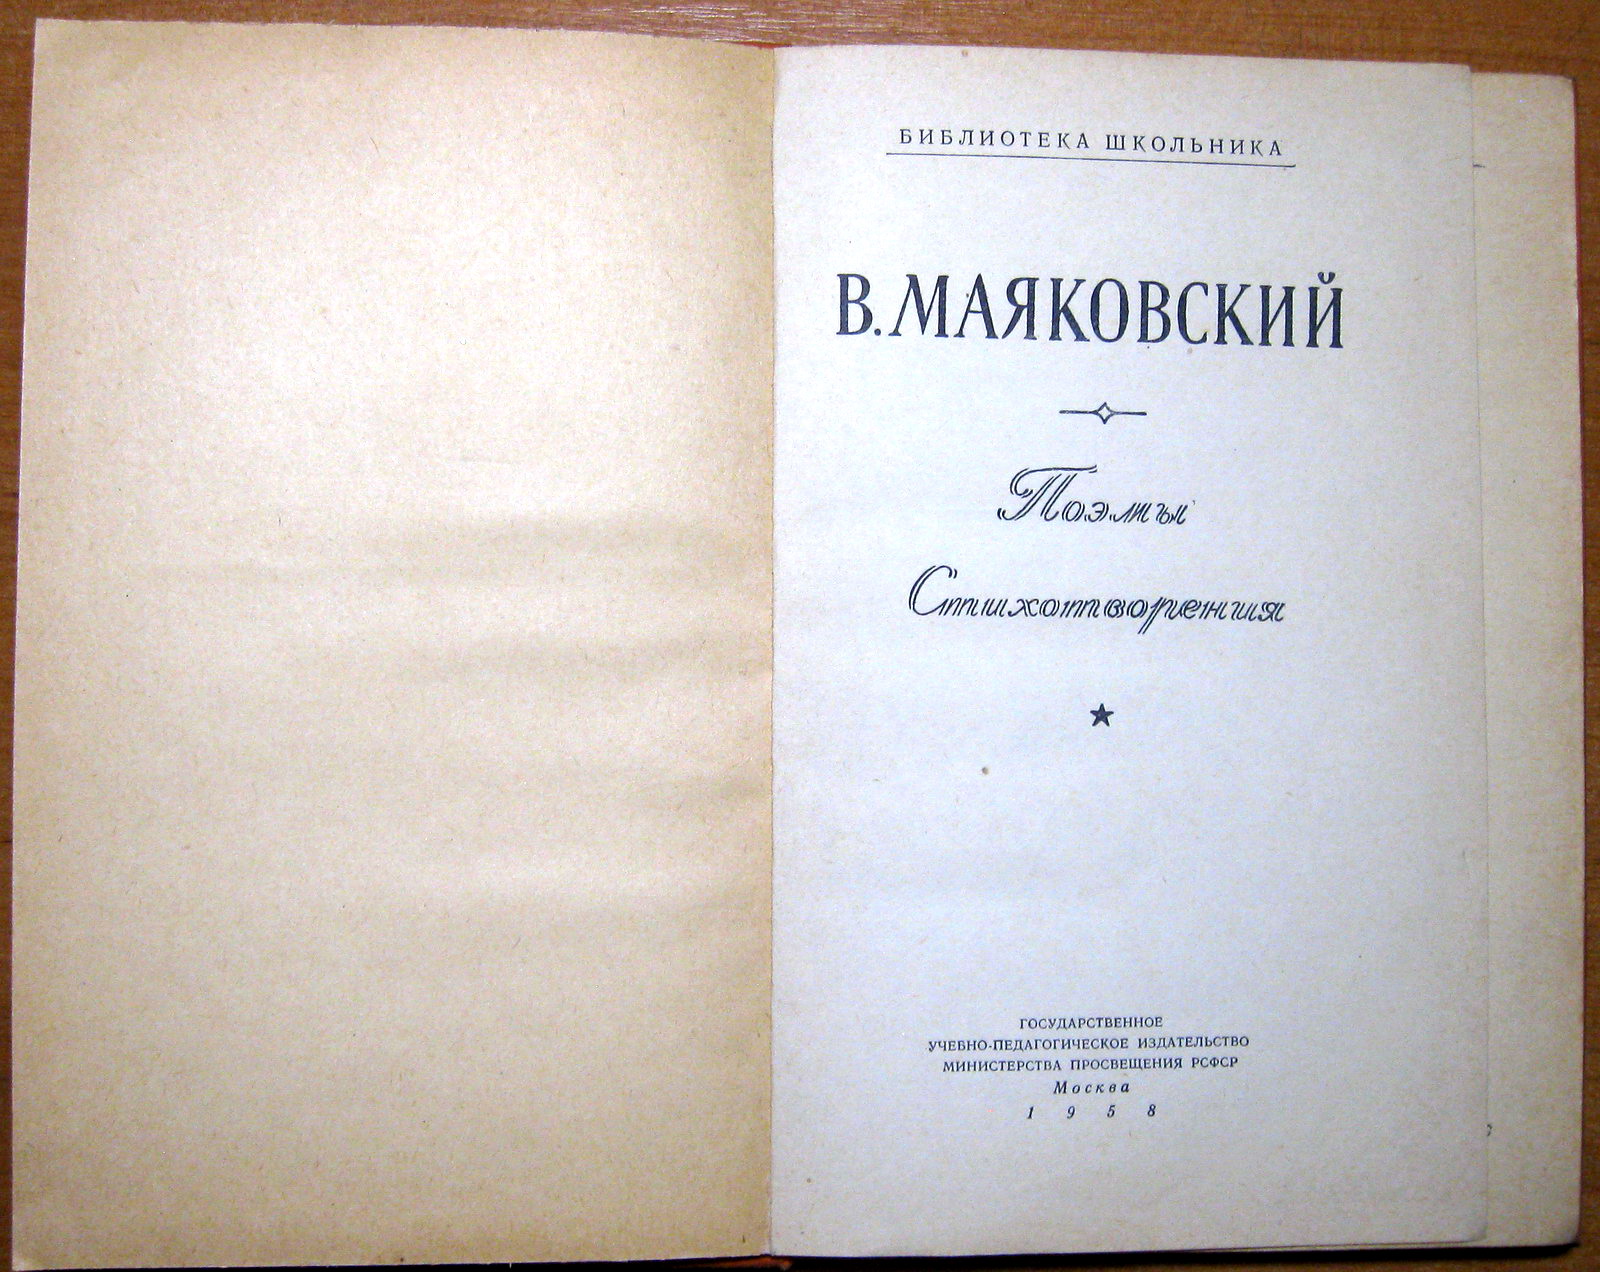 БИБЛИОТЕКА ШКОЛЬНИКА
В. МАЯКОВСКИЙ
Поэмы
Стихотворения
ГОСУДАРСТВЕННОЕ
УЧЕБНО-ПЕДАГОГИЧЕСКОЕ ИЗДАТЕЛЬСТВО
МИНИСТЕРСТВА ПРОСВЕЩЕНИЯ РСФСР
Москва
1958